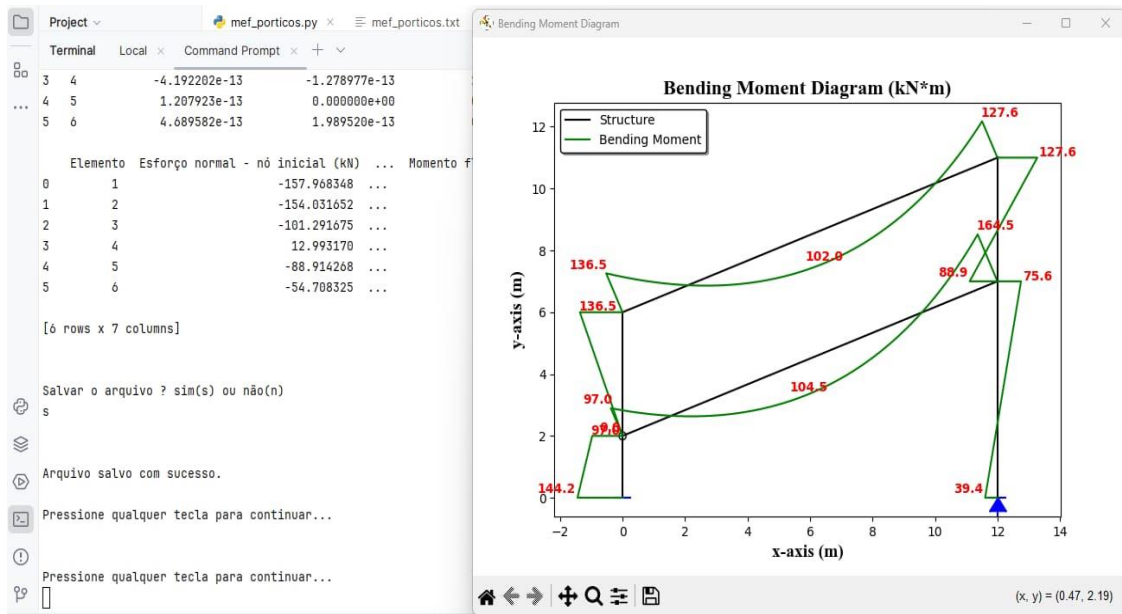 Project
mef_porticos.py
mef_porticos.txt
Terminal Local Command Prompt
3 4 -4.192202e-13 -1.278977e-13
4 5 1.207923e-13 0.000000e+00
5 6 4.689582e-13 1.989520e-13
Elemento Esforço normal - nó inicial (kN) ... Momento f
0 1 -157.968348 ...
1 2 -154.031652 ...
2 3 -101.291675 ...
3 4 12.993170 ...
4 5 -88.914268 ...
5 6 -54.708325 ...
[6 rows x 7 columns]
Salvar o arquivo ? sim(s) ou não(n)
s
Arquivo salvo com sucesso.
Pressione qualquer tecla para continuar...
Pressione qualquer tecla para continuar...
Bending Moment Diagram
Bending Moment Diagram (kN*m)
Structure
Bending Moment
127.6
127.6
164.5
102.0
136.5
88.9
75.6
136.5
104.5
97.0
144.2
39.4
y-axis (m)
12
10
8
6
4
2
0
−2 0 2 4 6 8 10 12 14
x-axis (m)
(x, y) = (0.47, 2.19)